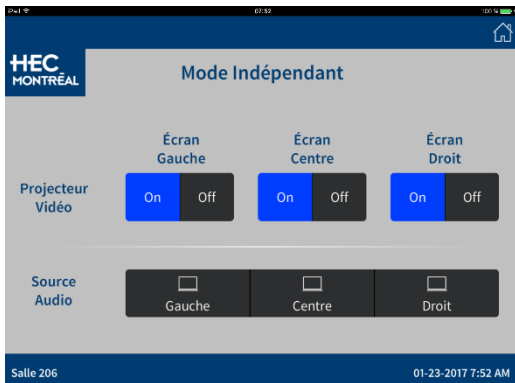 iPad 07:52 100 %
HEC
MONTRĒAL
Mode Indépendant
Écran
Gauche
Écran
Centre
Écran
Droit
Projecteur
Vidéo
On Off
On Off
On Off
Source
Audio
Gauche
Centre
Droit
Salle 206
01-23-2017 7:52 AM